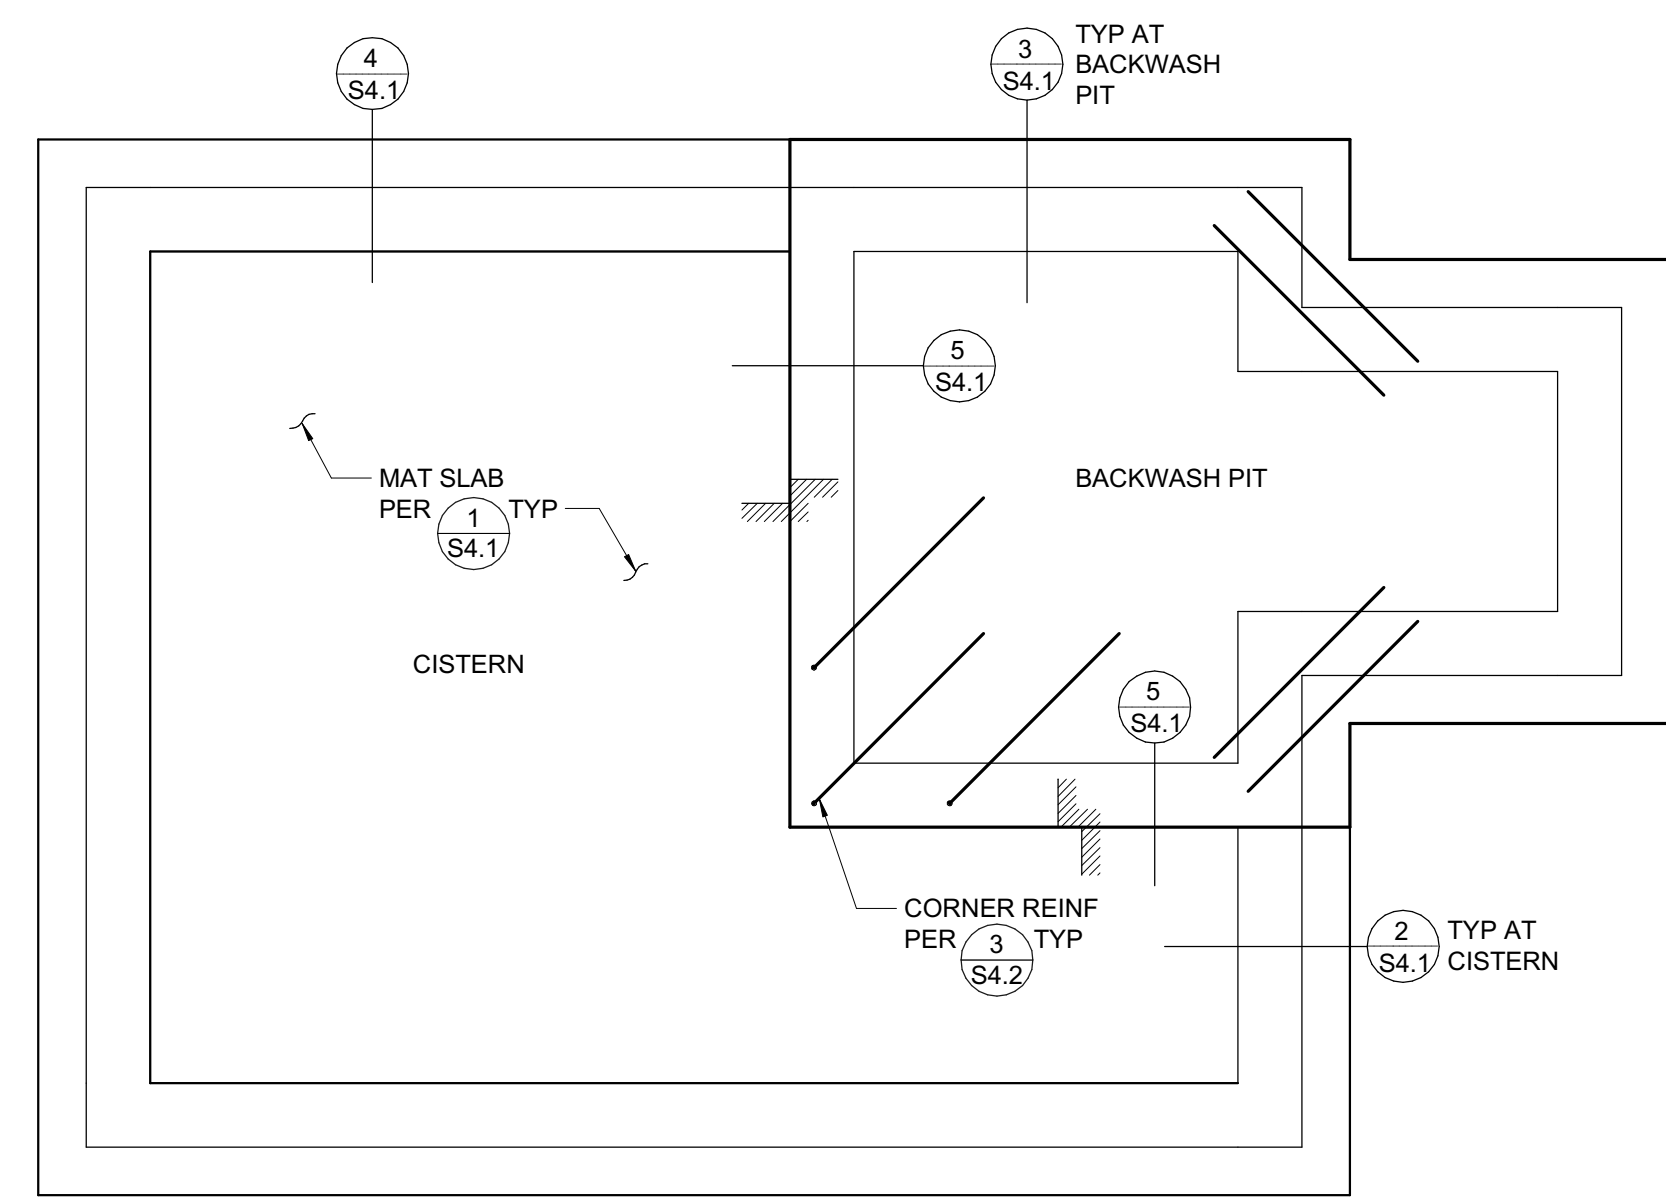 4
S4.1
3
S4.1
TYP AT
BACKWASH
PIT
5
S4.1
MAT SLAB
PER 1 TYP
S4.1
BACKWASH PIT
CISTERN
5
S4.1
CORNER REINF
PER 3 TYP
S4.2
2
S4.1
TYP AT
CISTERN